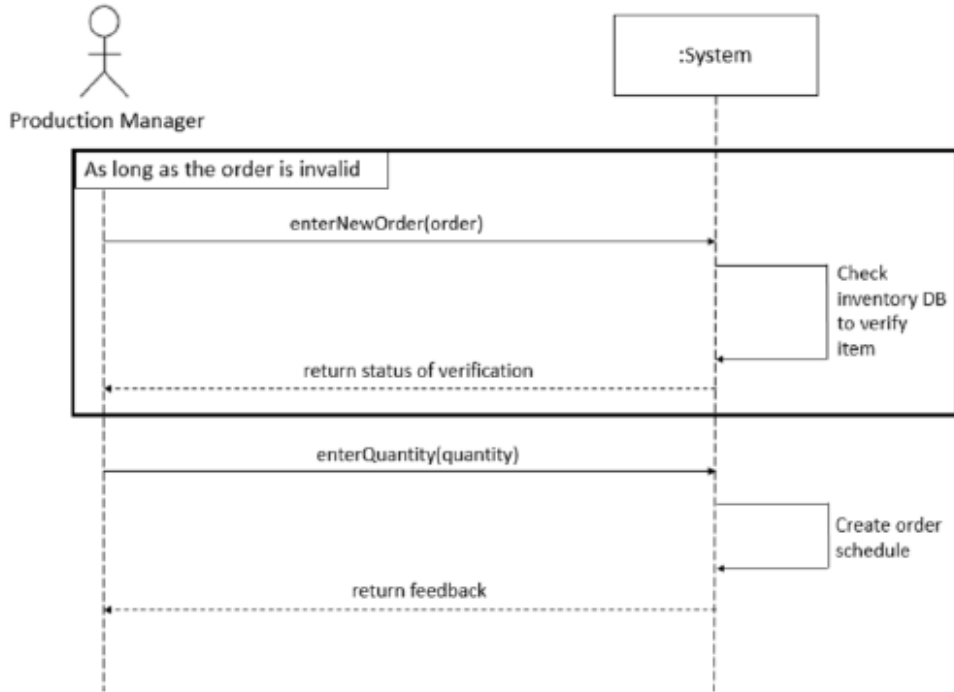 :System
Production Manager
As long as the order is invalid
enterNewOrder(order)
Check
inventory DB
to verify
item
return status of verification
enterQuantity(quantity)
Create order
schedule
return feedback